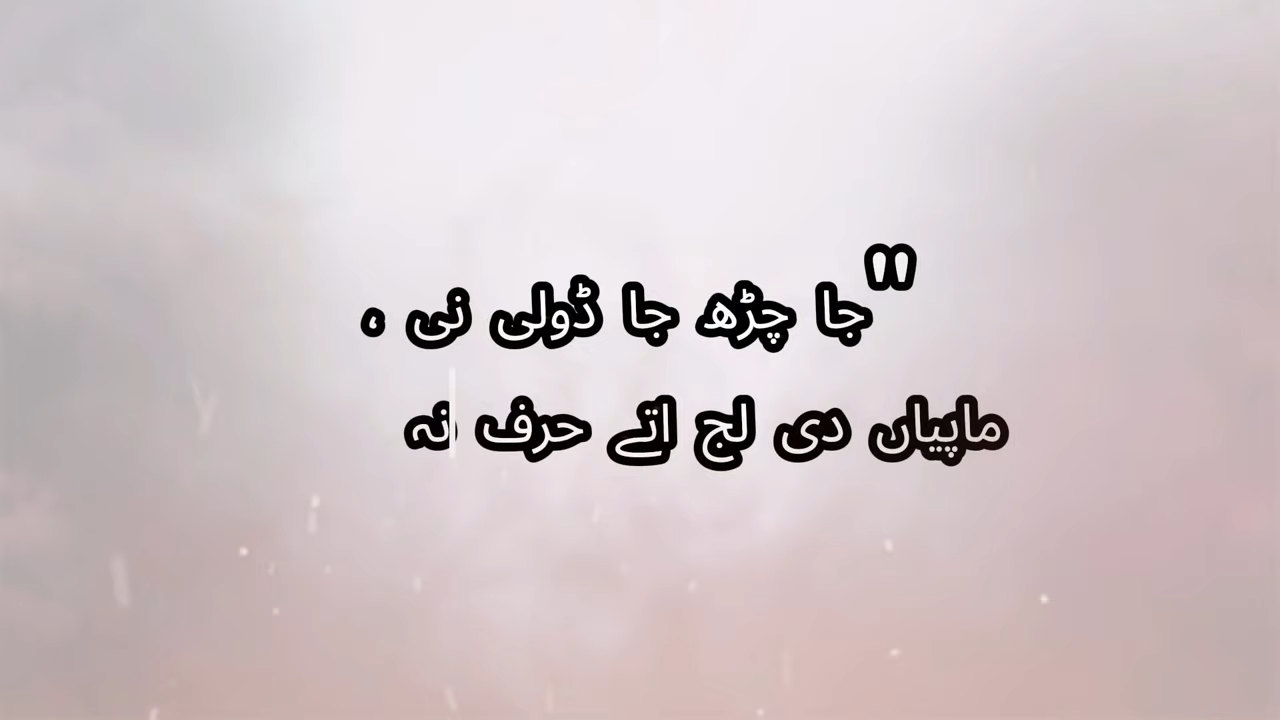 "جا چڑھ جا ڈولی نی ،
ماپیاں دی لج اتے حرف نہ